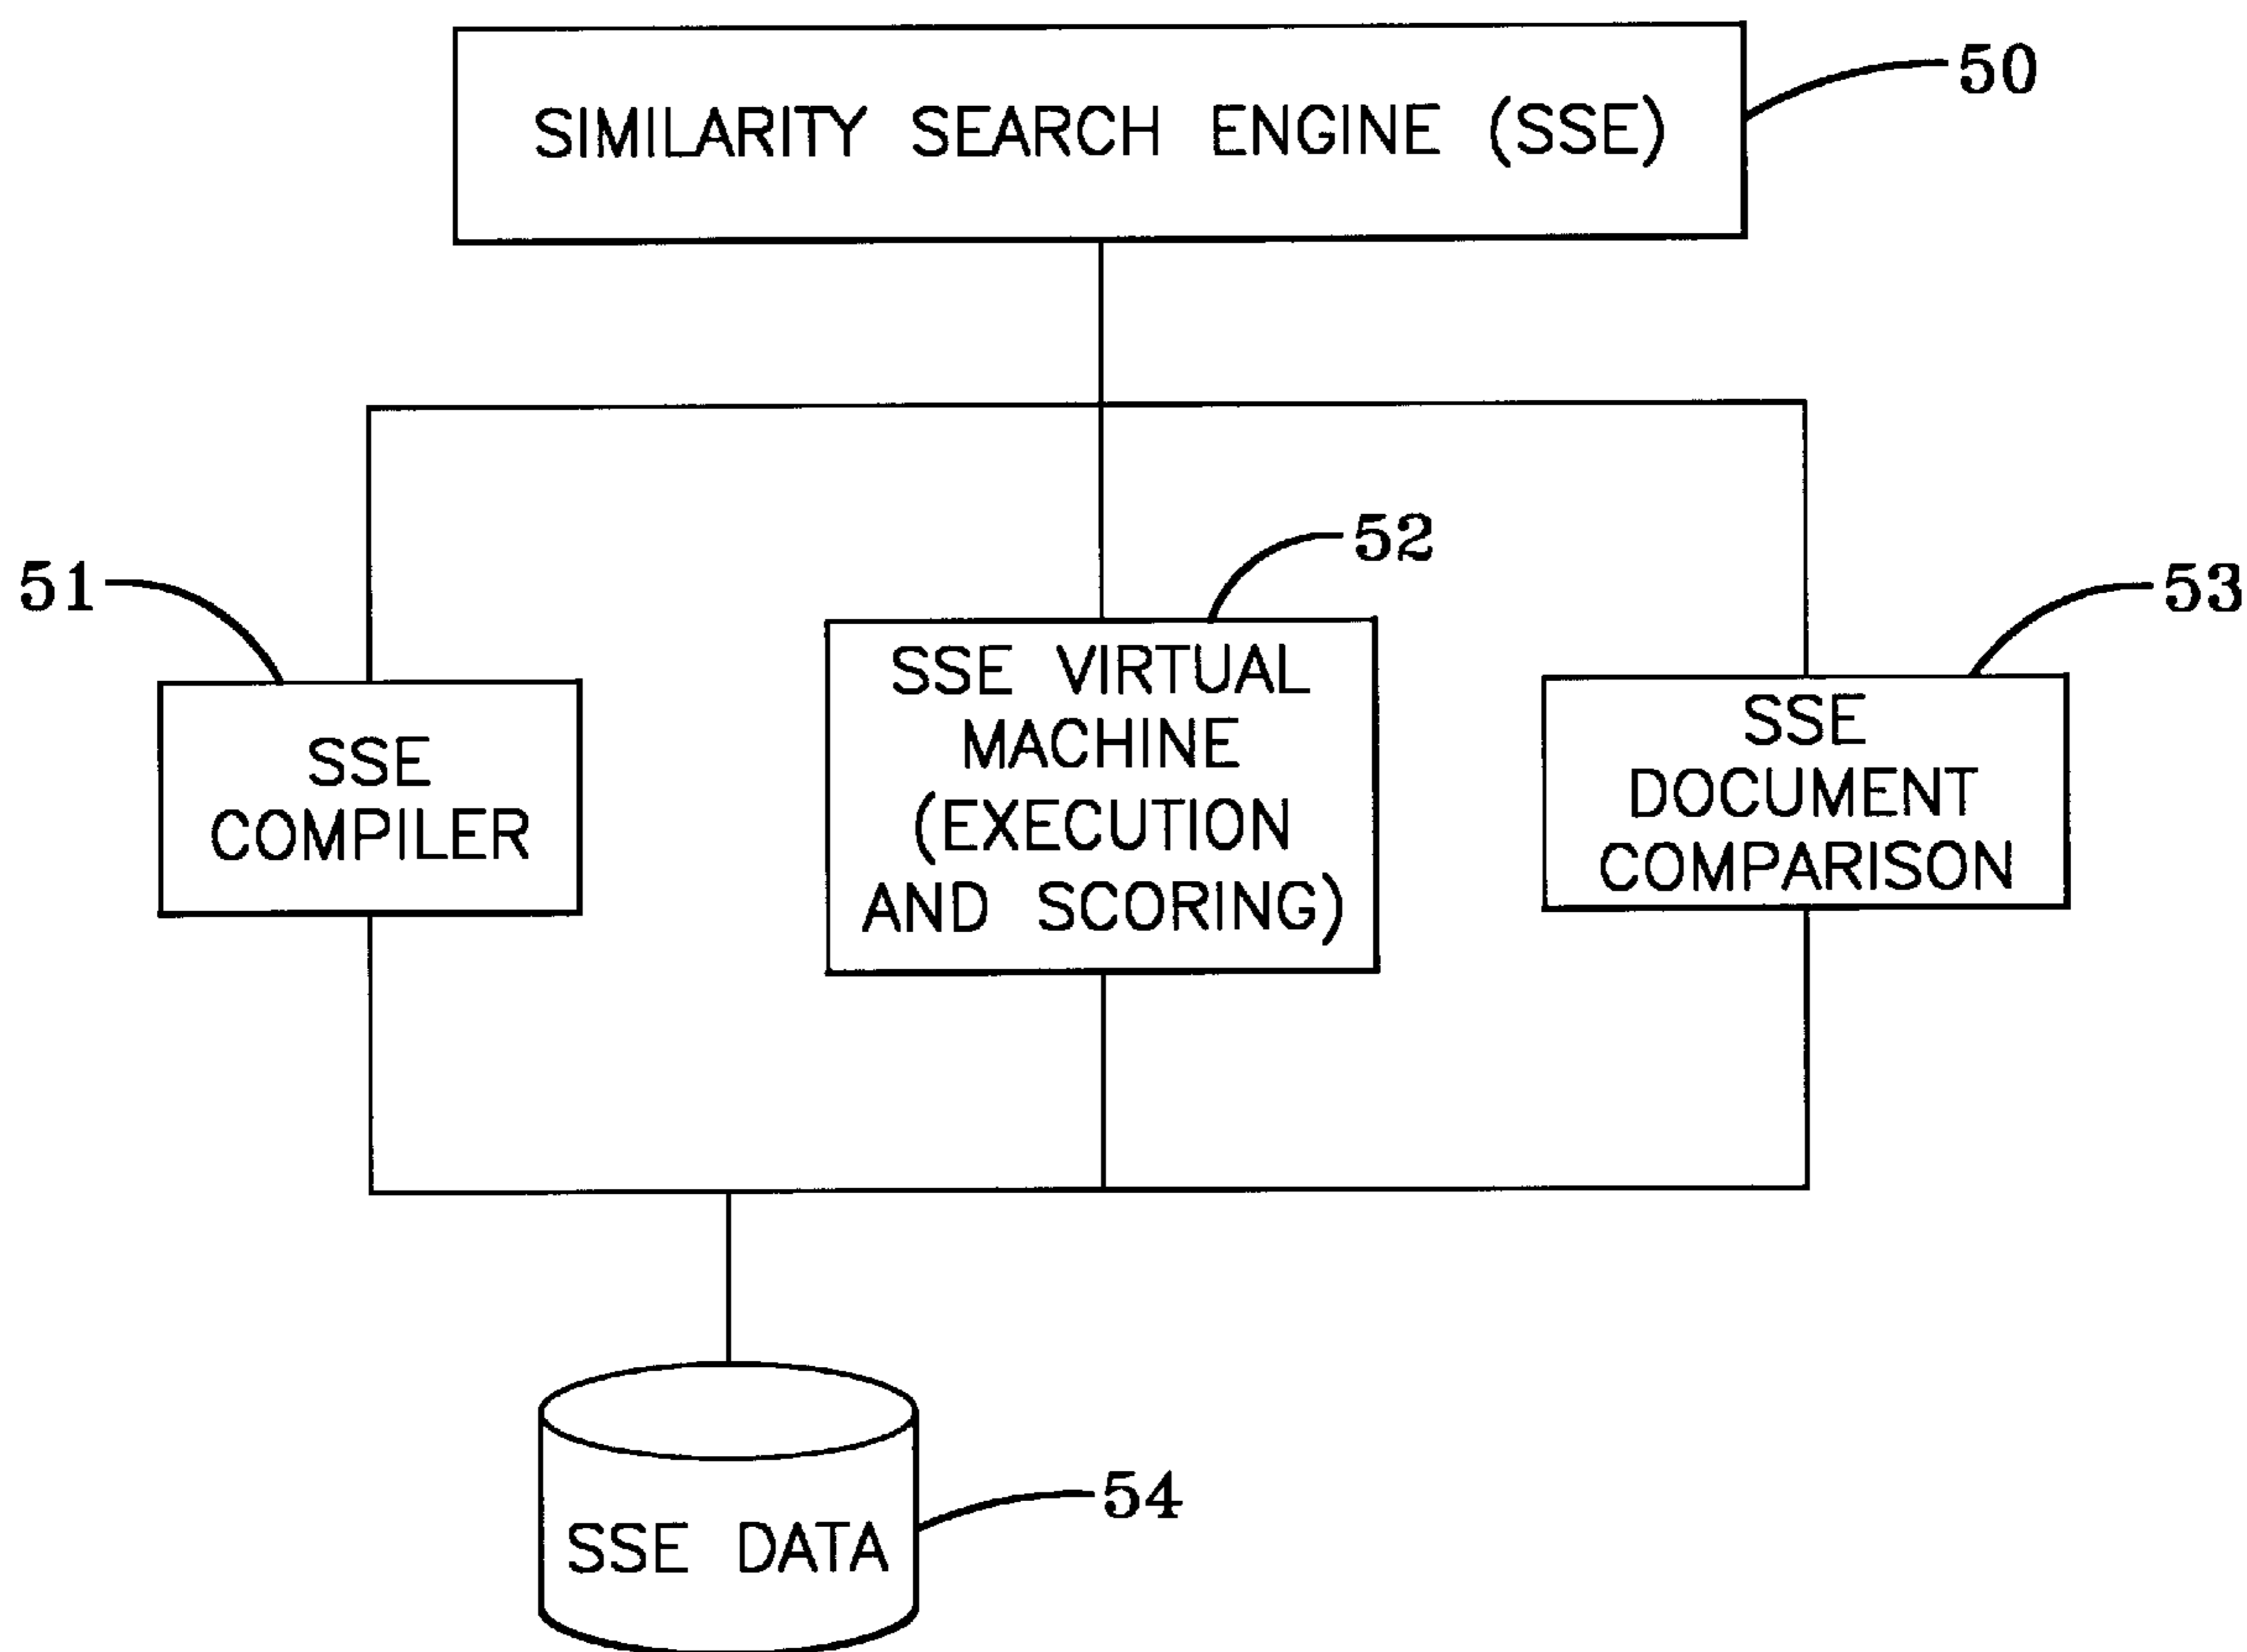 SIMILARITY SEARCH ENGINE (SSE)
50
51
52
53
SSE
COMPILER
SSE VIRTUAL
MACHINE
(EXECUTION
AND SCORING)
SSE
DOCUMENT
COMPARISON
SSE DATA
54